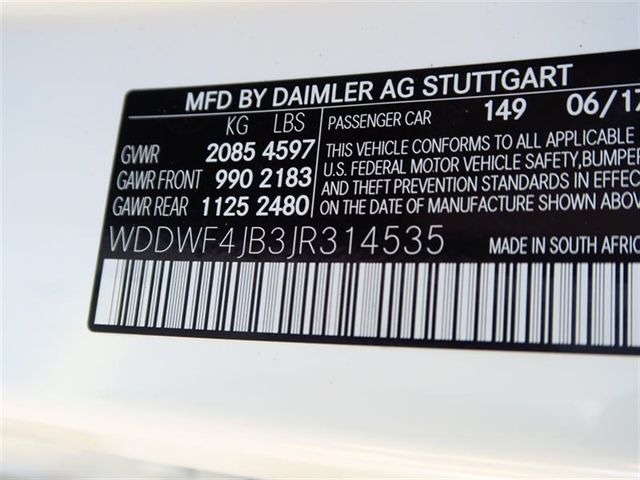 MFD BY DAIMLER AG STUTTGART
KG LBS
GVWR 2085 4597
GAWR FRONT 990 2183
GAWR REAR 1125 2480
PASSENGER CAR 149 06/17
THIS VEHICLE CONFORMS TO ALL APPLICABLE
U.S. FEDERAL MOTOR VEHICLE SAFETY, BUMPER
AND THEFT PREVENTION STANDARDS IN EFFEC
ON THE DATE OF MANUFACTURE SHOWN ABOV
WDDWF4JB3JR314535
MADE IN SOUTH AFRIC